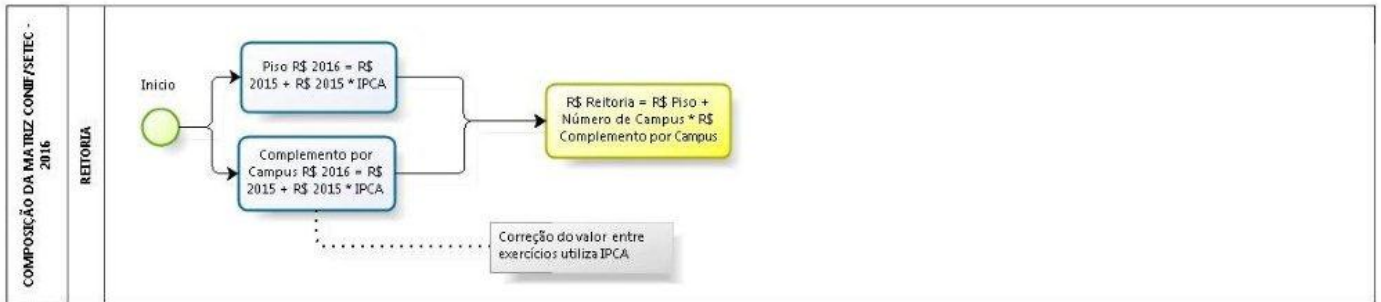 COMPOSIÇÃO DA MATRIZ CONIF/SETEC -
2016
REITORIA
Inicio
Piso R$ 2016 = R$
2015 + R$ 2015 * IPCA
Complemento por
Campus R$ 2016 = R$
2015 + R$ 2015 * IPCA
R$ Reitoria = R$ Piso +
Número de Campus * R$
Complemento por Campus
Correção do valor entre
exercícios utiliza IPCA